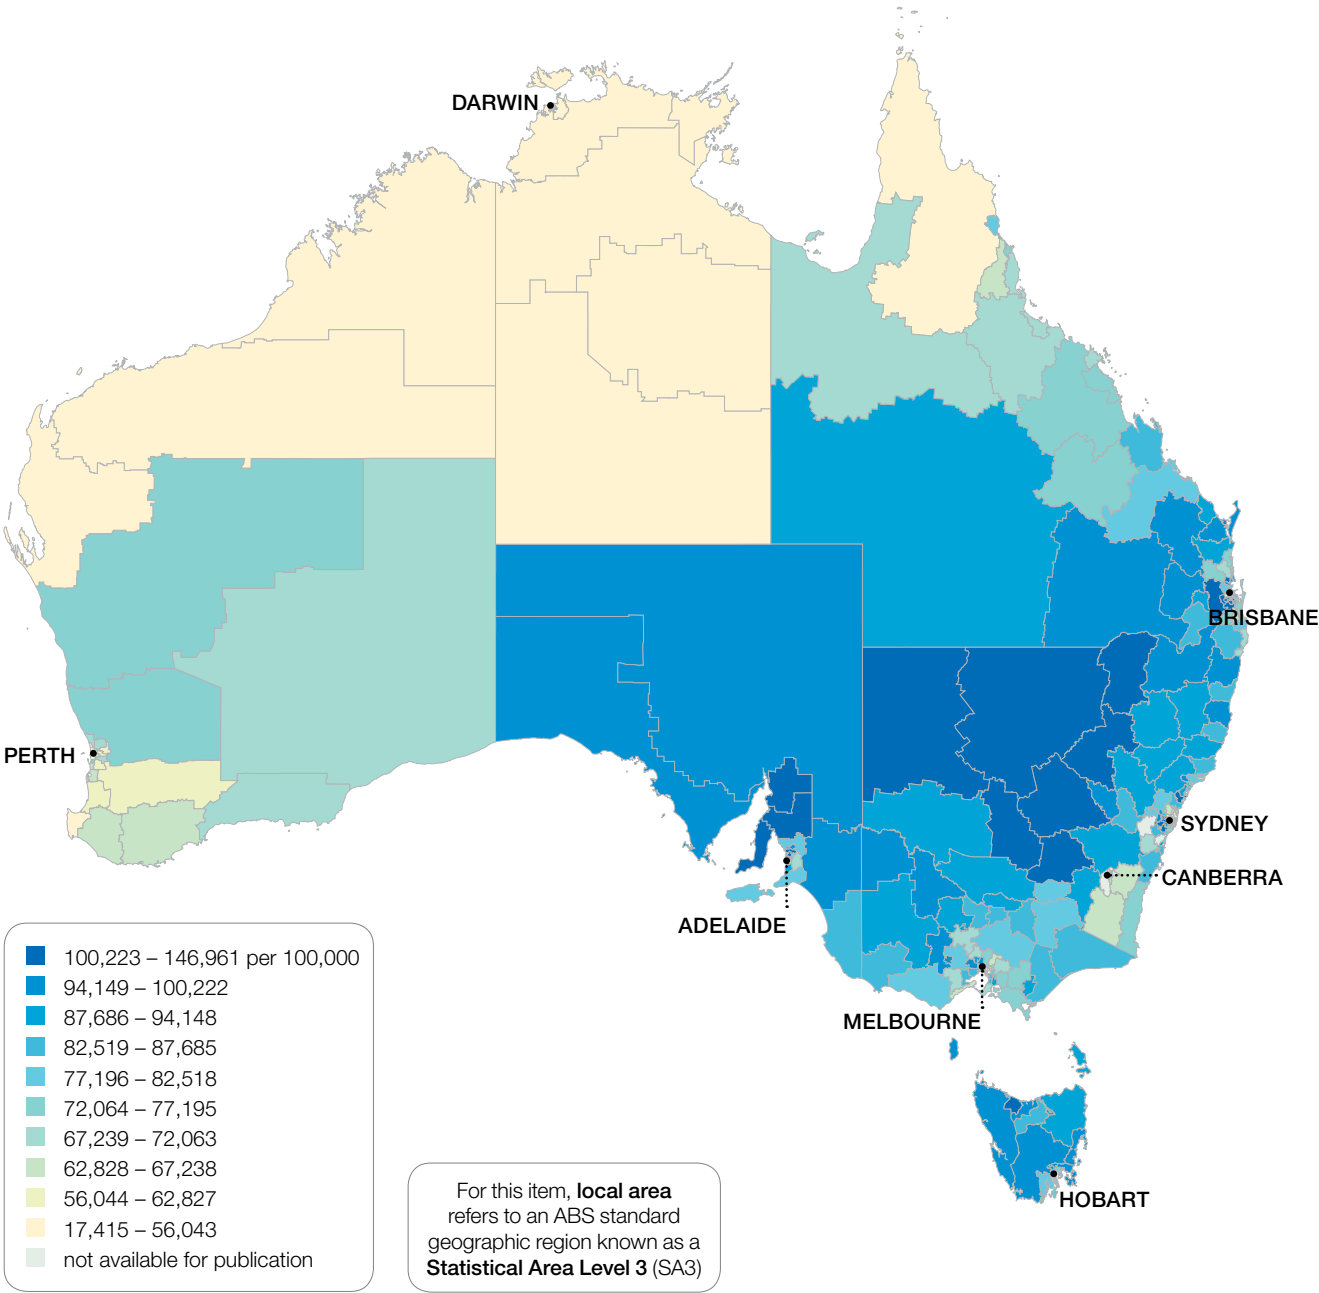 DARWIN
BRISBANE
PERTH
SYDNEY
CANBERRA
ADELAIDE
MELBOURNE
HOBART
100,223 – 146,961 per 100,000
94,149 – 100,222
87,686 – 94,148
82,519 – 87,685
77,196 – 82,518
72,064 – 77,195
67,239 – 72,063
62,828 – 67,238
56,044 – 62,827
17,415 – 56,043
not available for publication
For this item, local area
refers to an ABS standard
geographic region known as a
Statistical Area Level 3 (SA3)